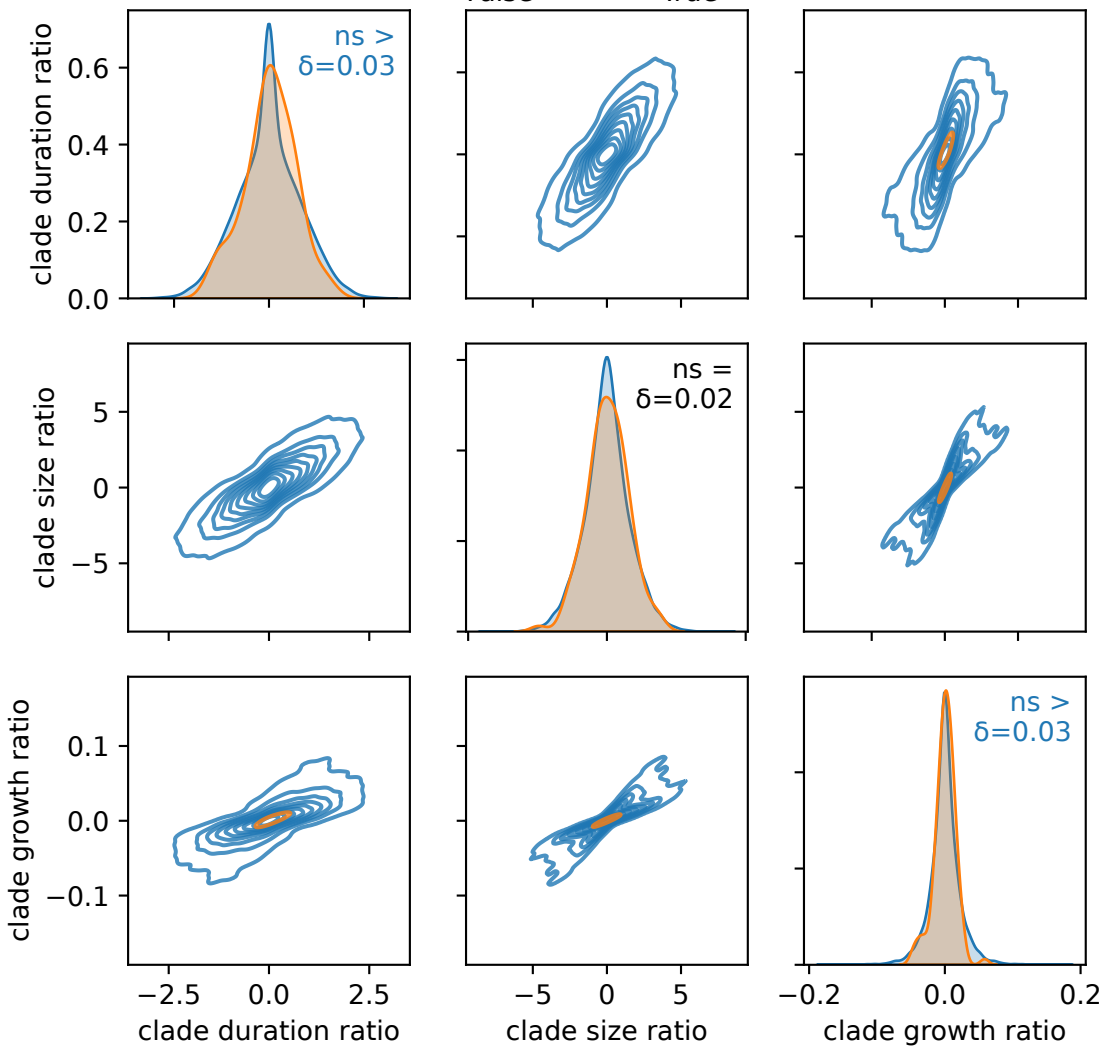 clade duration ratio
0.6
0.4
0.2
0.0
ns >
δ=0.03
clade size ratio
5
0
−5
ns =
δ=0.02
clade growth ratio
0.1
0.0
−0.1
ns >
δ=0.03
−2.5 0.0 2.5
−5 0 5
−0.2 0.0 0.2
clade duration ratio
clade size ratio
clade growth ratio